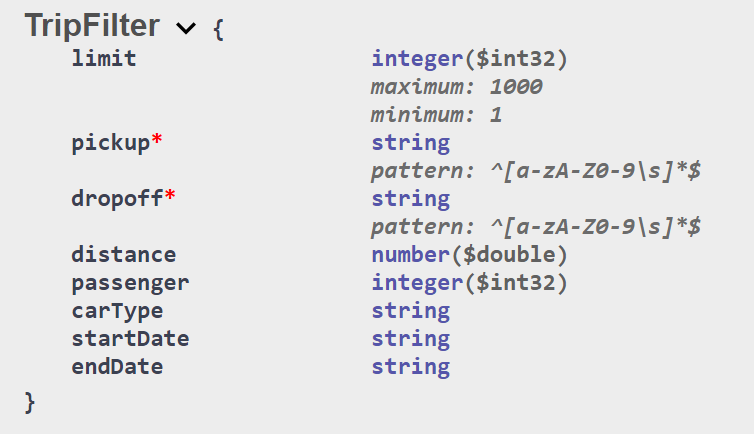 TripFilter {
limit integer($int32)
maximum: 1000
minimum: 1
pickup* string
pattern: ^[a-zA-Z0-9\s]*$
dropoff* string
pattern: ^[a-zA-Z0-9\s]*$
distance number($double)
passenger integer($int32)
carType string
startDate string
endDate string
}